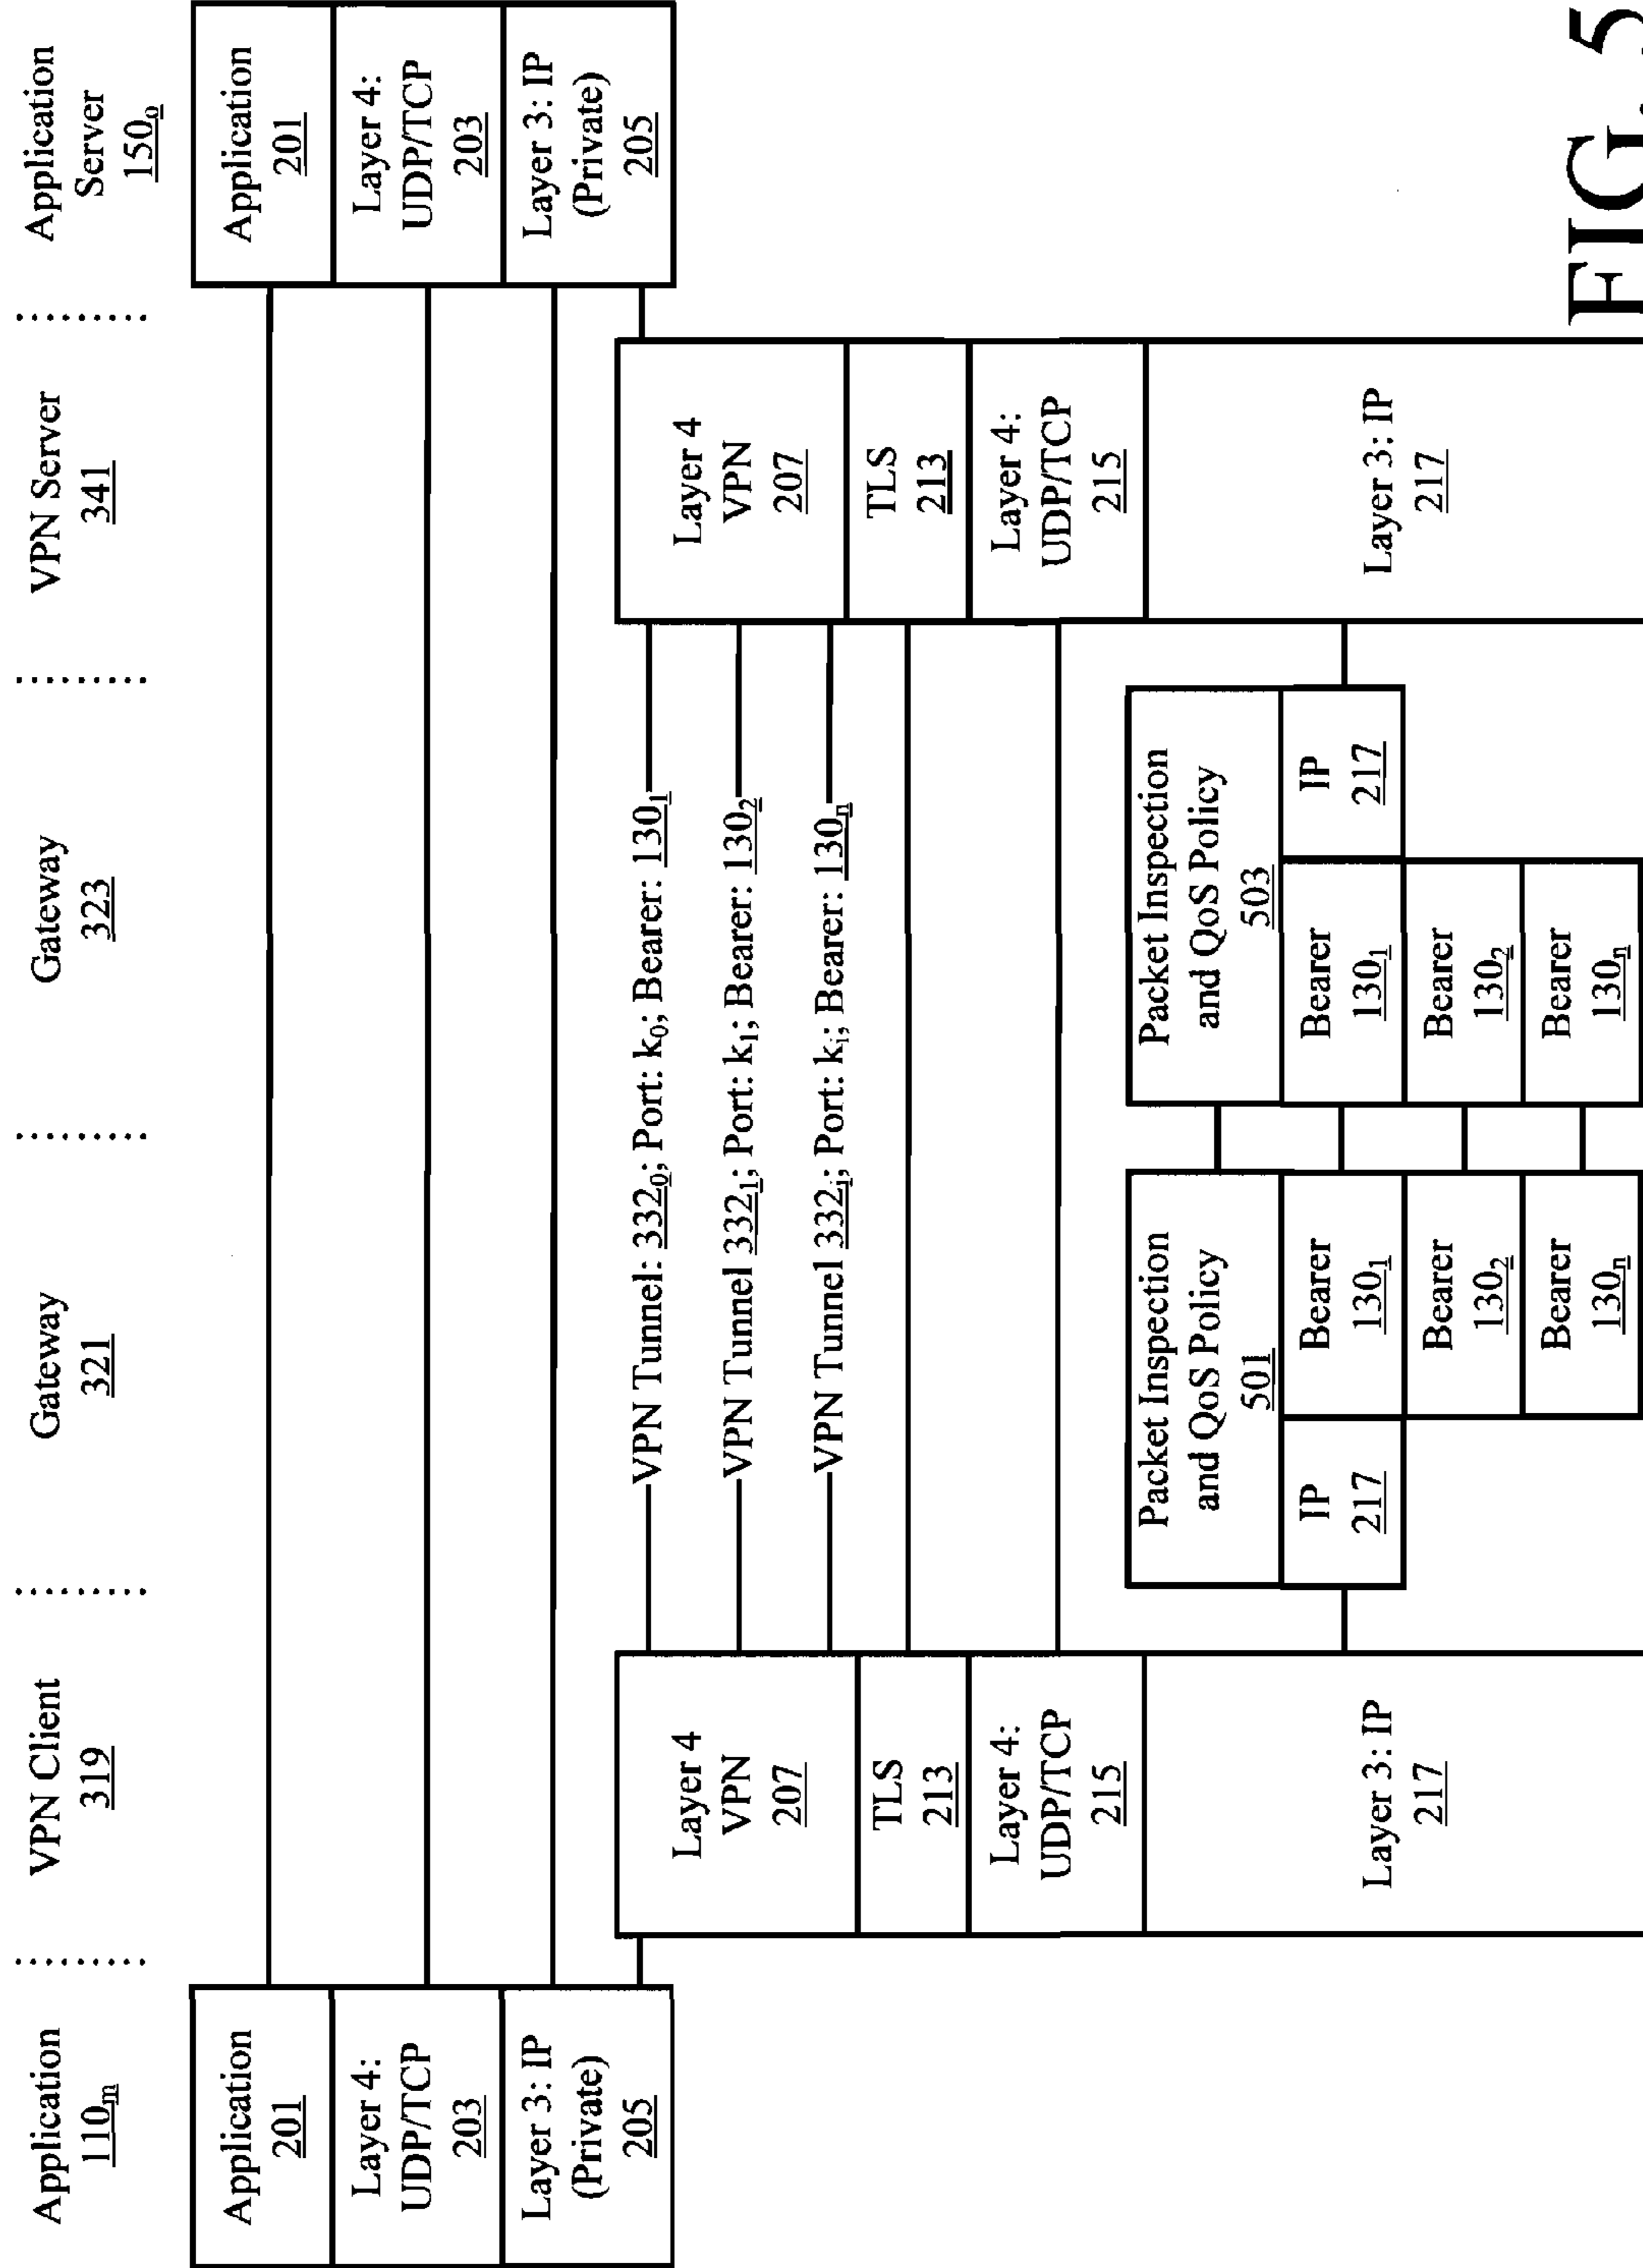 Application
110m
VPN Client
319
Gateway
321
Gateway
323
VPN Server
341
Application
Server
150o
Application
201
Layer 4:
UDP/TCP
203
Layer 3: IP
(Private)
205
Layer 4
VPN
207
TLS
213
Layer 4:
UDP/TCP
215
Layer 3: IP
217
VPN Tunnel: 332₀; Port: k₀; Bearer: 130₁
VPN Tunnel 332₁; Port: k₁; Bearer: 130₂
VPN Tunnel 332ᵢ; Port: kᵢ; Bearer: 130ₙ
Packet Inspection
and QoS Policy
501
IP
217
Bearer
130₁
Bearer
130₂
Bearer
130ₙ
Packet Inspection
and QoS Policy
503
Bearer
130₁
IP
217
Bearer
130₂
Bearer
130ₙ
Layer 4
VPN
207
TLS
213
Layer 4:
UDP/TCP
215
Layer 3: IP
217
Application
201
Layer 4:
UDP/TCP
203
Layer 3: IP
(Private)
205
FIG. 5